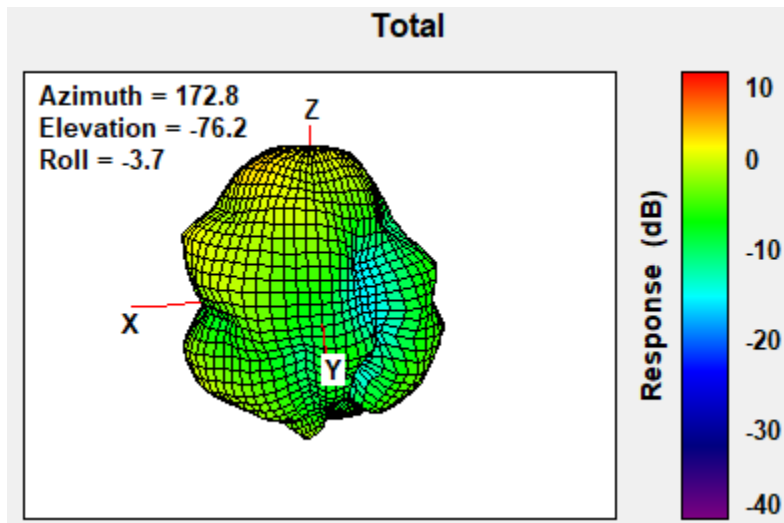 Total
Azimuth = 172.8
Elevation = -76.2
Roll = -3.7
Z
X
Y
10
0
-10
-20
-30
-40
Response (dB)